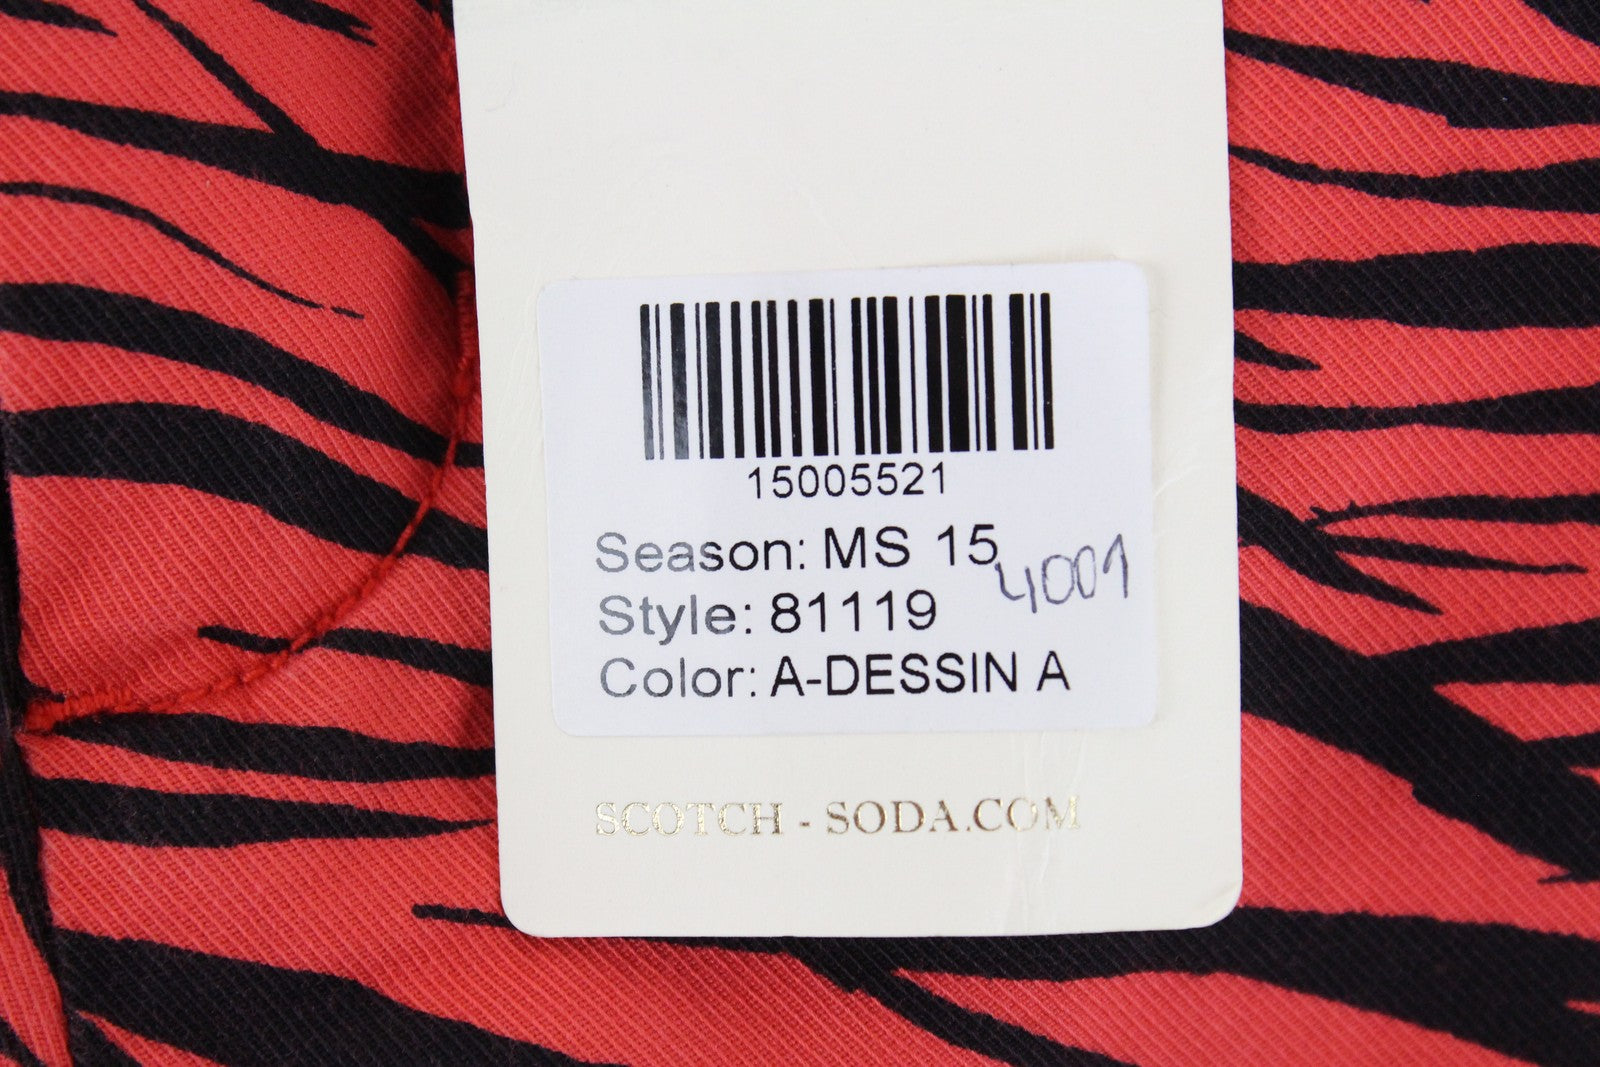 15005521
Season: MS 15
4001
Style: 81119
Color: A-DESSIN A
SCOTCH - SODA.COM